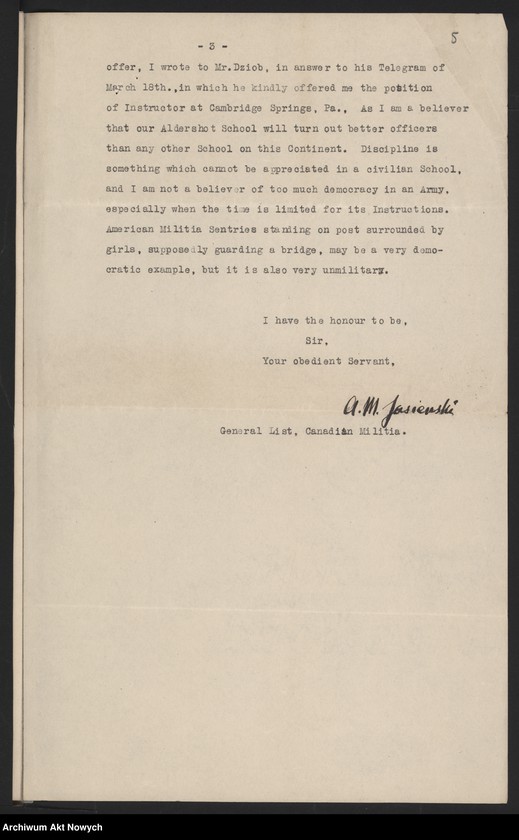 - 3 -
5
offer, I wrote to Mr.Dziob, in answer to his Telegram of
March 18th.,in which he kindly offered me the position
of Instructor at Cambridge Springs, Pa., As I am a believer
that our Aldershot School will turn out better officers
than any other School on this Continent. Discipline is
something which cannot be appreciated in a civilian School,
and I am not a believer of too much democracy in an Army,
especially when the time is limited for its Instructions.
American Militia Sentries standing on post surrounded by
girls, supposedly guarding a bridge, may be a very demo-
cratic example, but it is also very unmilitary.
I have the honour to be,
Sir,
Your obedient Servant,
A.M. Jasienski
General List, Canadian Militia.
Archiwum Akt Nowych